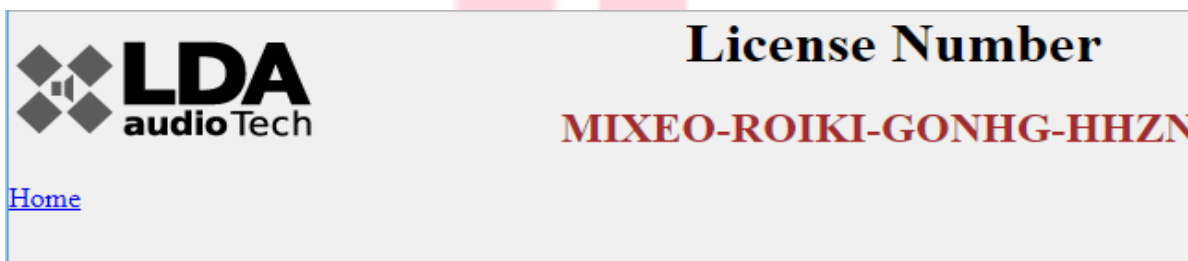 LDA
audio Tech
License Number
MIXEO-ROIKI-GONHG-HHZN
Home